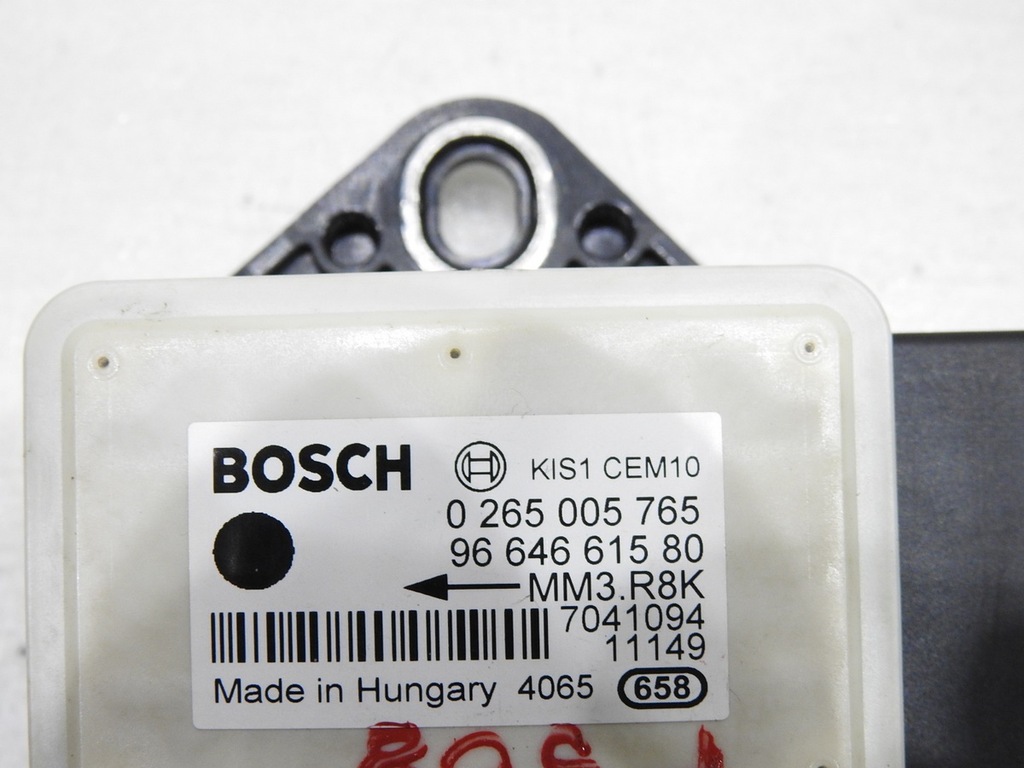 BOSCH KIS1 CEM10
0 265 005 765
96 646 615 80
MM3.R8K
7041094
11149
Made in Hungary 4065 658